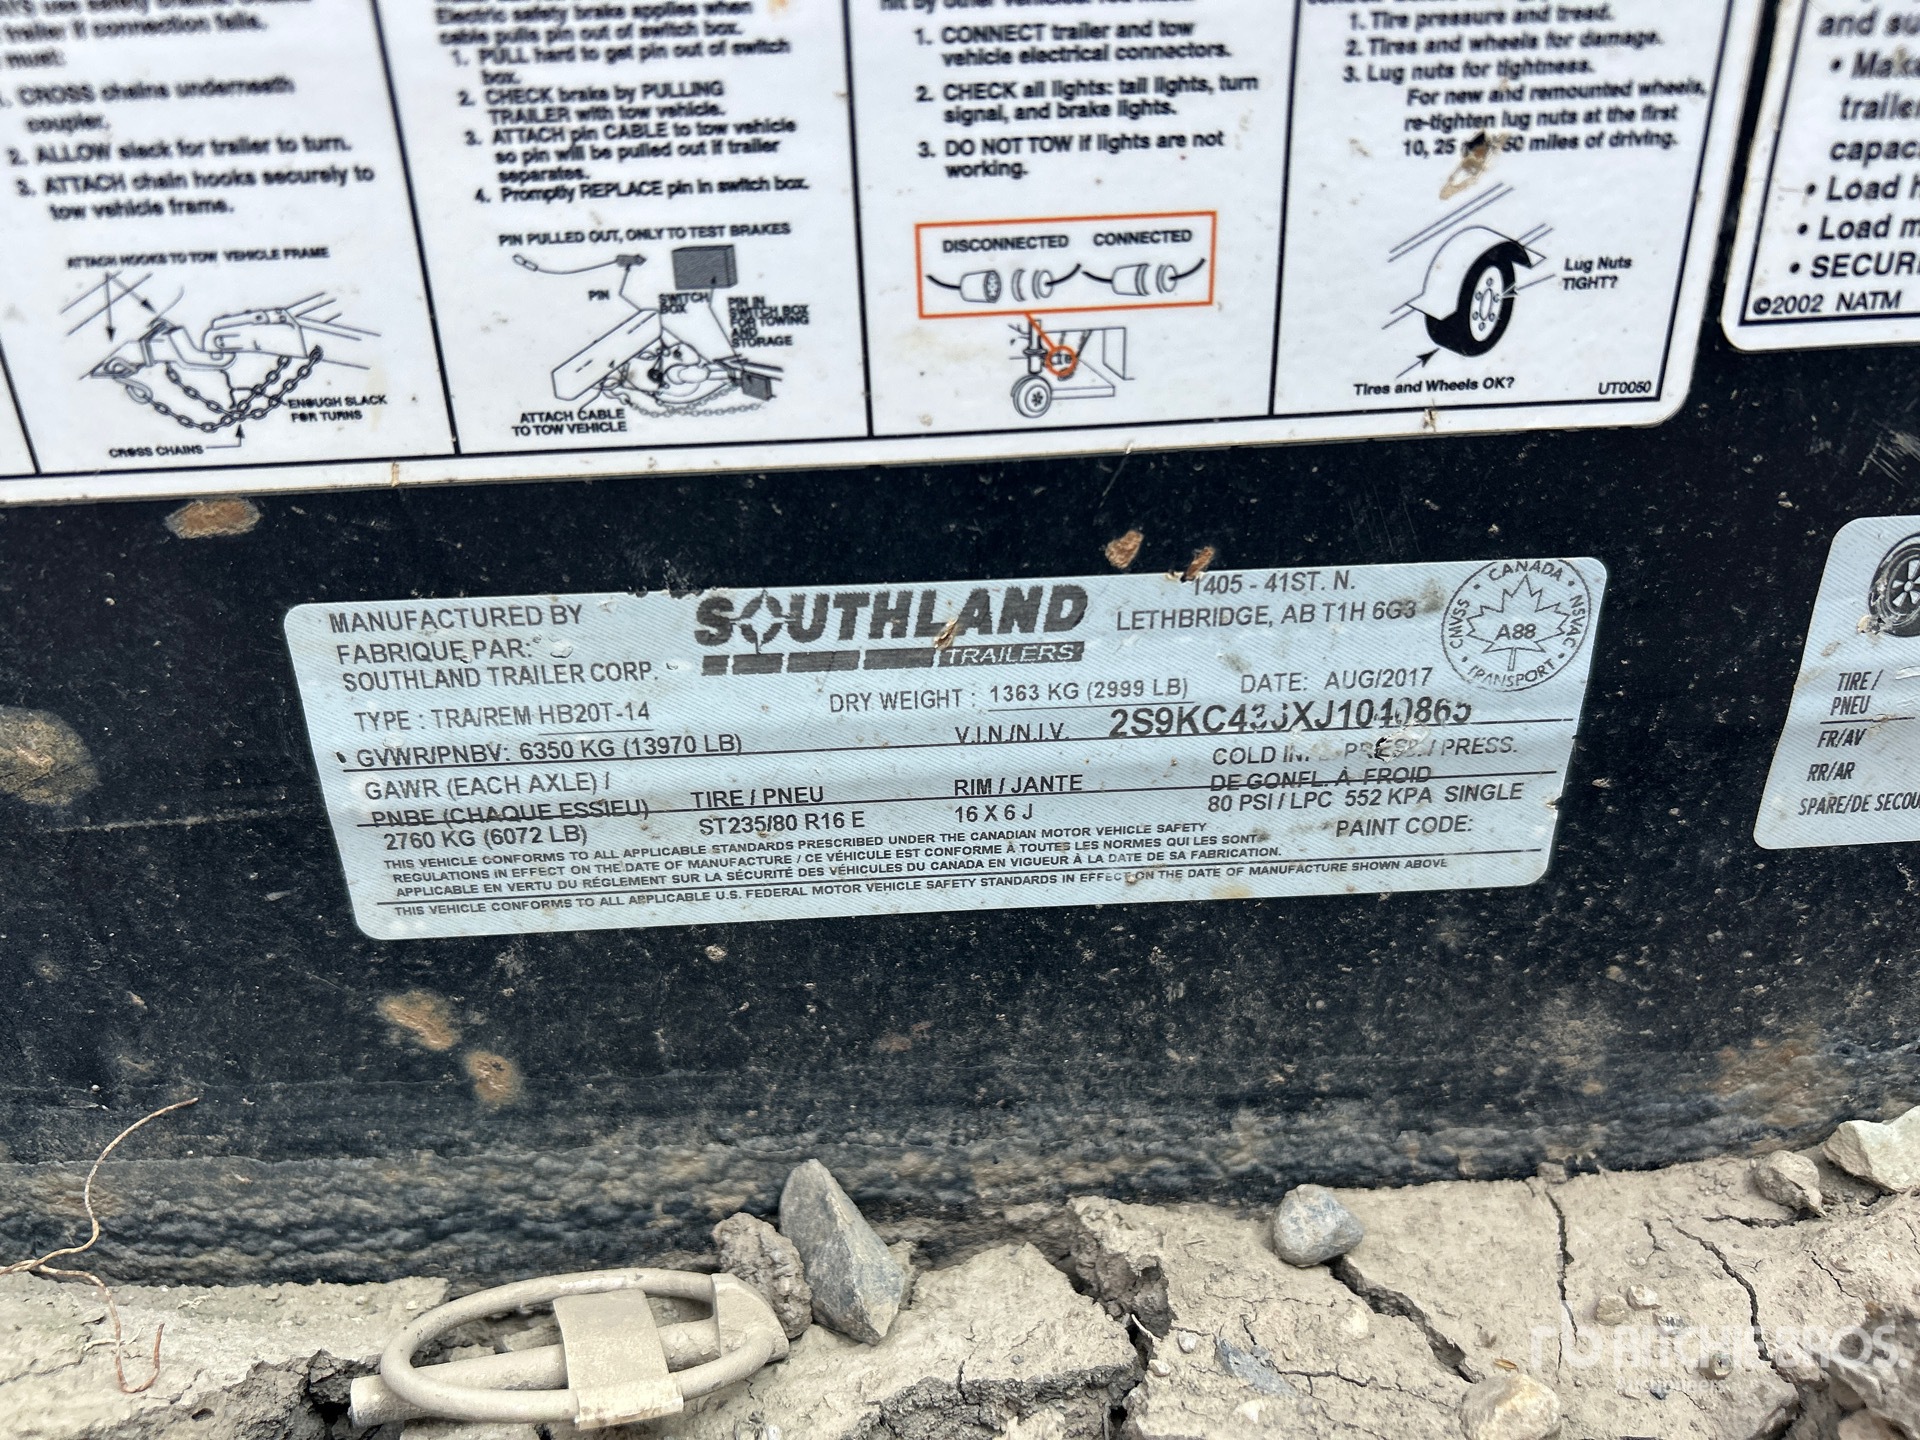 trailer if connection fails.
must:
1. CROSS chains underneath
coupler.
2. ALLOW slack for trailer to turn.
3. ATTACH chain hooks securely to
tow vehicle frame.
ATTACH HOOKS TO TOW VEHICLE FRAME
ENOUGH SLACK
FOR TURNS
CROSS CHAINS
Electric safety brake applies when
cable pulls pin out of switch box.
1. PULL hard to get pin out of switch
box.
2. CHECK brake by PULLING
TRAILER with tow vehicle.
3. ATTACH pin CABLE to tow vehicle
so pin will be pulled out if trailer
separates.
4. Promptly REPLACE pin in switch box.
PIN PULLED OUT, ONLY TO TEST BRAKES
PIN
SWITCH
BOX
PIN IN
SWITCH BOX
FOR TOWING
AND
STORAGE
ATTACH CABLE
TO TOW VEHICLE
1. CONNECT trailer and tow
vehicle electrical connectors.
2. CHECK all lights: tail lights, turn
signal, and brake lights.
3. DO NOT TOW if lights are not
working.
DISCONNECTED CONNECTED
1. Tire pressure and tread.
2. Tires and wheels for damage.
3. Lug nuts for tightness.
For new and remounted wheels,
re-tighten lug nuts at the first
10, 25 50 miles of driving.
Lug Nuts
TIGHT?
Tires and Wheels OK?
UT0050
and
• Make
trailer
• Load
• Load
©2002 NATM
MANUFACTURED BY
FABRIQUE PAR:
SOUTHLAND TRAILER CORP.
SOUTHLAND
TRAILERS
1405 - 41ST. N.
LETHBRIDGE, AB T1H 6G3
CANADA
CMVSS NSVAC
A88
TRANSPORT
TYPE : TRA/REM HB20T-14
DRY WEIGHT : 1363 KG (2999 LB)
DATE: AUG/2017
GVWR/PNBV: 6350 KG (13970 LB)
V.I.N./N.I.V.
GAWR (EACH AXLE) /
PNBE (CHAQUE ESSIEU)
2760 KG (6072 LB)
TIRE / PNEU
ST235/80 R16 E
RIM / JANTE
16 X 6 J
COLD / PRESS.
DE GONFL. À FROID
80 PSI / LPC 552 KPA SINGLE
PAINT CODE:
THIS VEHICLE CONFORMS TO ALL APPLICABLE STANDARDS PRESCRIBED UNDER THE CANADIAN MOTOR VEHICLE SAFETY
REGULATIONS IN EFFECT ON THE DATE OF MANUFACTURE / CE VÉHICULE EST CONFORME À TOUTES LES NORMES QUI LES SONT
APPLICABLE EN VERTU DU RÉGLEMENT SUR LA SÉCURITÉ DES VÉHICULES DU CANADA EN VIGUEUR À LA DATE DE SA FABRICATION.
THIS VEHICLE CONFORMS TO ALL APPLICABLE U.S. FEDERAL MOTOR VEHICLE SAFETY STANDARDS IN EFFECT ON THE DATE OF MANUFACTURE SHOWN ABOVE
TIRE /
PNEU
FR/AV
RR/AR
SPARE/DE
RITCHIE BROS.
Auctioneers